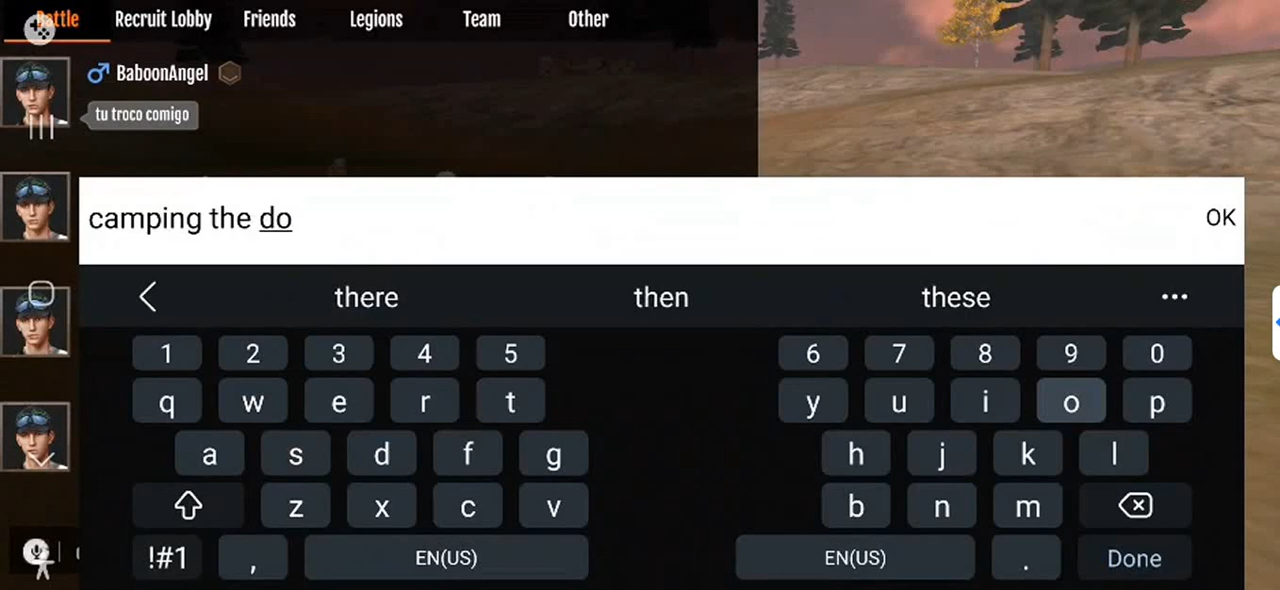 Battle Recruit Lobby Friends Legions Team Other
BaboonAngel
tu troco comigo
camping the do OK
there then these
1 2 3 4 5 6 7 8 9 0
q w e r t y u i o p
a s d f g h j k l
z x c v b n m
!#1 , EN(US) EN(US) . Done